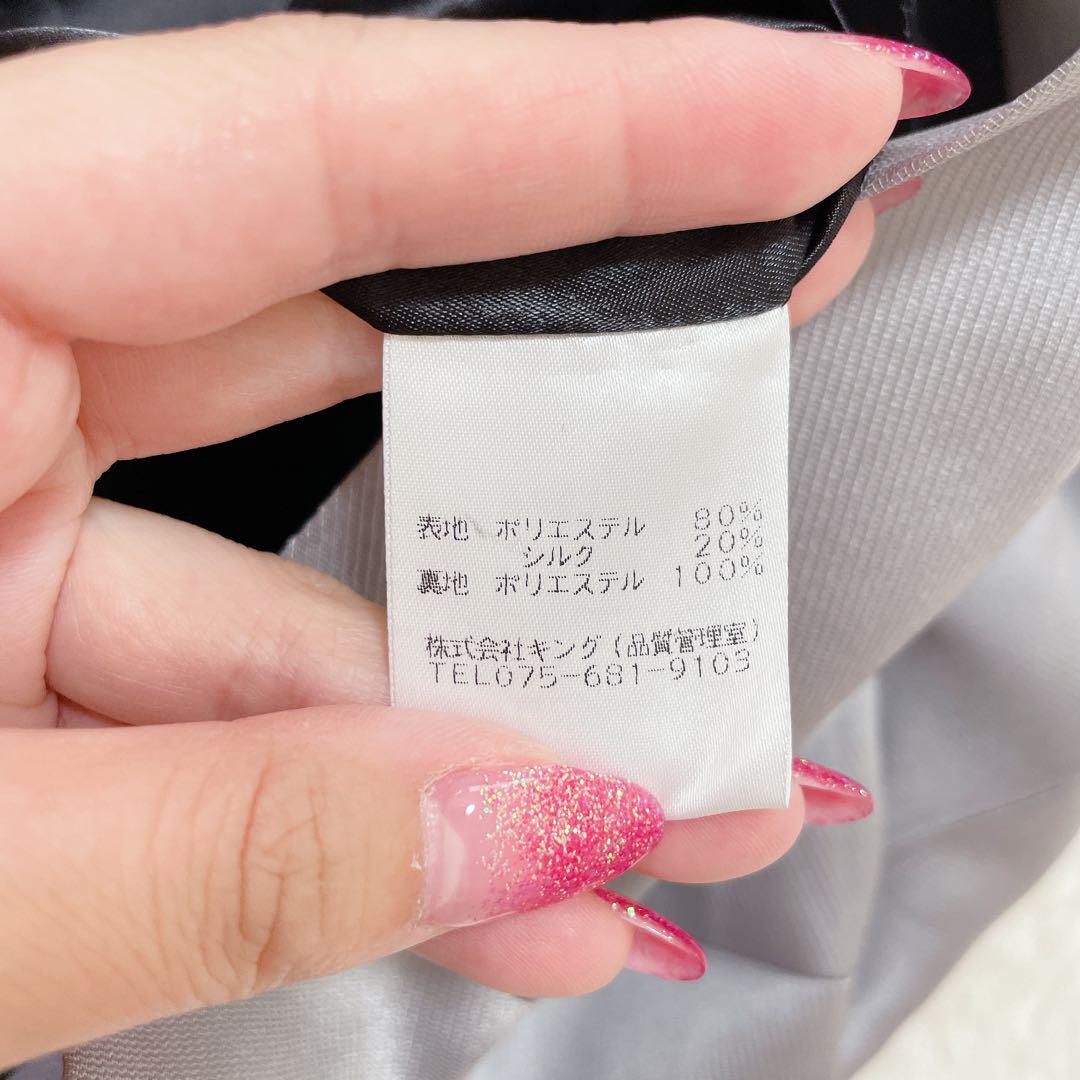 表地 ポリエステル 80%
シルク 20%
裏地 ポリエステル 100%
株式会社キング(品質管理室)
TEL075-681-9103